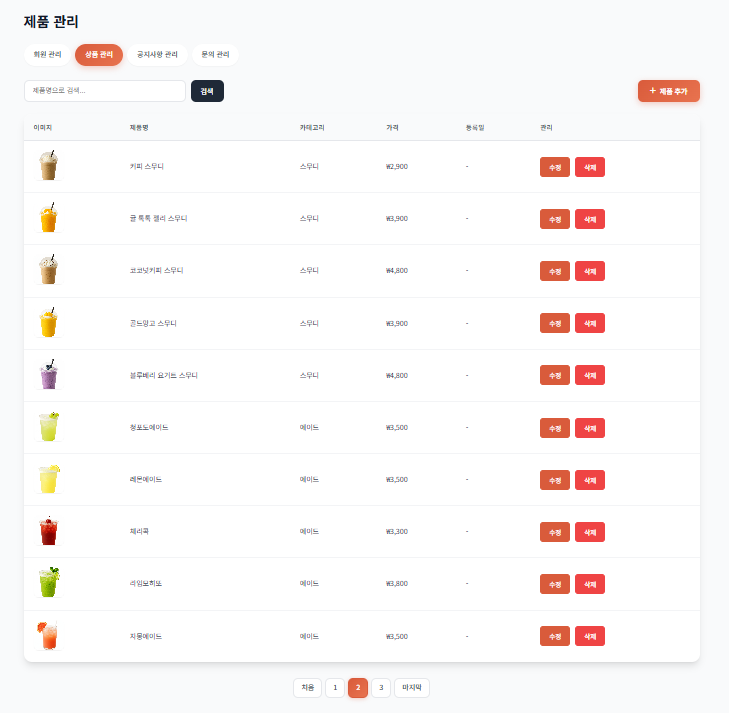 제품 관리
회원 관리 상품 관리 공지사항 관리 문의 관리
제품명으로 검색... 검색 + 제품 추가
이미지 제품명 카테고리 가격 등록일 관리
커피 스무디 스무디 ₩2,900 - 수정 삭제
귤 톡톡 젤리 스무디 스무디 ₩3,900 - 수정 삭제
코코넛커피 스무디 스무디 ₩4,800 - 수정 삭제
골드망고 스무디 스무디 ₩3,900 - 수정 삭제
블루베리 요거트 스무디 스무디 ₩4,800 - 수정 삭제
청포도에이드 에이드 ₩3,500 - 수정 삭제
레몬에이드 에이드 ₩3,500 - 수정 삭제
체리콕 에이드 ₩3,300 - 수정 삭제
라임모히또 에이드 ₩3,800 - 수정 삭제
자몽에이드 에이드 ₩3,500 - 수정 삭제
처음 1 2 3 마지막